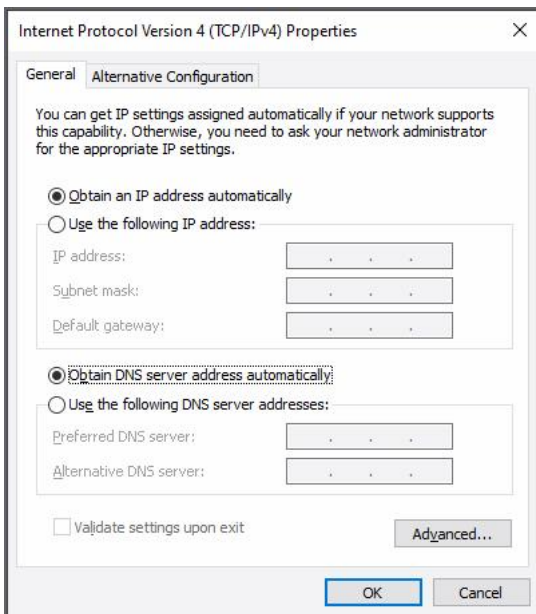 Internet Protocol Version 4 (TCP/IPv4) Properties
General
Alternative Configuration
You can get IP settings assigned automatically if your network supports
this capability. Otherwise, you need to ask your network administrator
for the appropriate IP settings.
Obtain an IP address automatically
Use the following IP address:
IP address:
Subnet mask:
Default gateway:
Obtain DNS server address automatically
Use the following DNS server addresses:
Preferred DNS server:
Alternative DNS server:
Validate settings upon exit
Advanced...
OK
Cancel